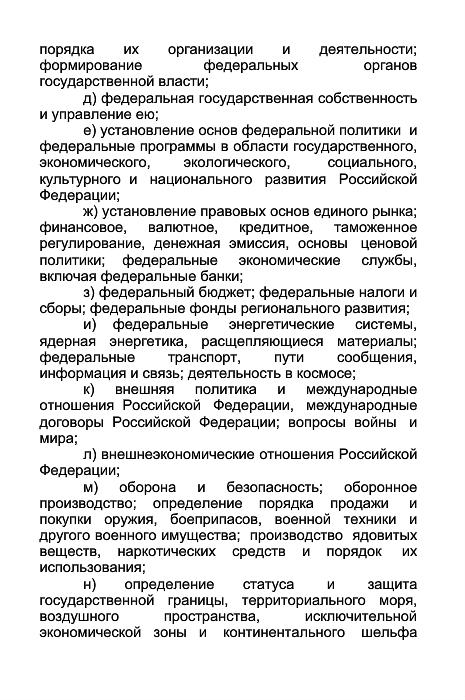 порядка их организации и деятельности;
формирование федеральных органов
государственной власти;
д) федеральная государственная собственность
и управление ею;
е) установление основ федеральной политики и
федеральные программы в области государственного,
экономического, экологического, социального,
культурного и национального развития Российской
Федерации;
ж) установление правовых основ единого рынка;
финансовое, валютное, кредитное, таможенное
регулирование, денежная эмиссия, основы ценовой
политики; федеральные экономические службы,
включая федеральные банки;
з) федеральный бюджет; федеральные налоги и
сборы; федеральные фонды регионального развития;
и) федеральные энергетические системы,
ядерная энергетика, расщепляющиеся материалы;
федеральные транспорт, пути сообщения,
информация и связь; деятельность в космосе;
к) внешняя политика и международные
отношения Российской Федерации, международные
договоры Российской Федерации; вопросы войны и
мира;
л) внешнеэкономические отношения Российской
Федерации;
м) оборона и безопасность; оборонное
производство; определение порядка продажи и
покупки оружия, боеприпасов, военной техники и
другого военного имущества; производство ядовитых
веществ, наркотических средств и порядок их
использования;
н) определение статуса и защита
государственной границы, территориального моря,
воздушного пространства, исключительной
экономической зоны и континентального шельфа